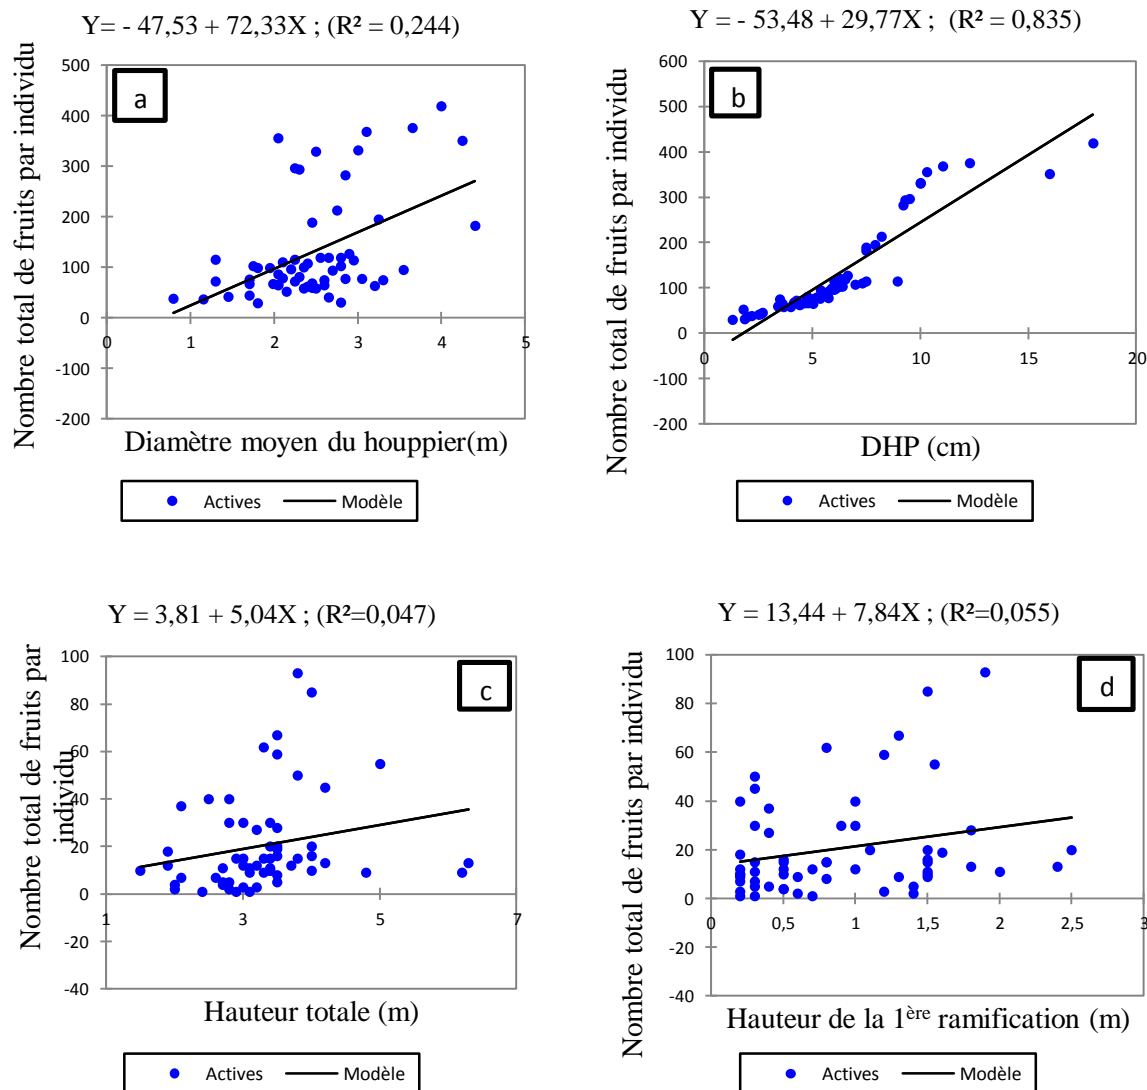 Y= - 47,53 + 72,33X ; (R² = 0,244)
Nombre total de fruits par individu
500
400
300
200
100
0
-100
-200
0
1
2
3
4
5
a
Diamètre moyen du houppier(m)
Actives
Modèle
Y = - 53,48 + 29,77X ; (R² = 0,835)
Nombre total de fruits par individu
600
500
400
300
200
100
0
-100
-200
0
5
10
15
20
b
DHP (cm)
Actives
Modèle
Y = 3,81 + 5,04X ; (R²=0,047)
Nombre total de fruits par
individu
100
80
60
40
20
0
-20
-40
1
3
5
7
c
Hauteur totale (m)
Actives
Modèle
Y = 13,44 + 7,84X ; (R²=0,055)
Nombre total de fruits par individu
100
80
60
40
20
0
-20
-40
0
0,5
1
1,5
2
2,5
3
d
Hauteur de la 1ère ramification (m)
Actives
Modèle